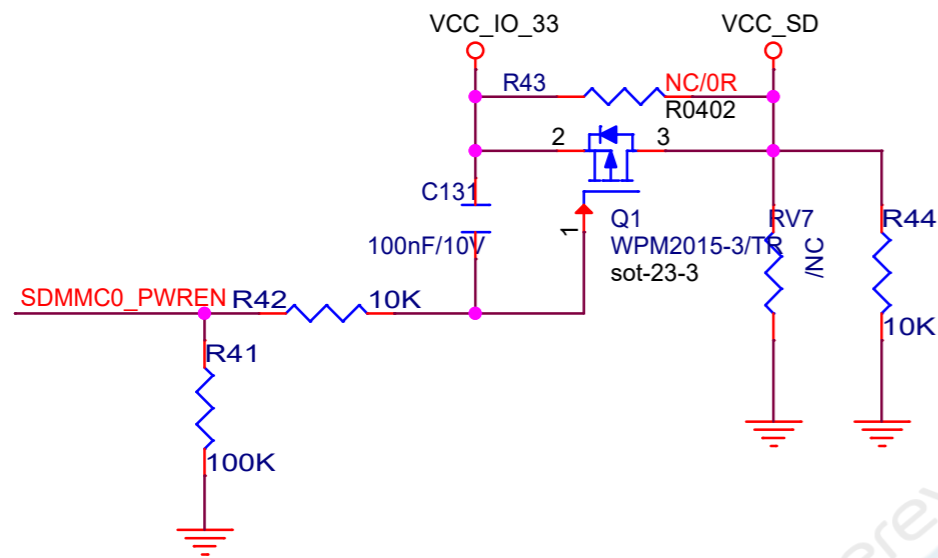 VCC_IO_33
VCC_SD
R43
NC/0R
R0402
2
3
C131
100nF/10V
1
Q1
WPM2015-3/TR
sot-23-3
RV7
/NC
R44
10K
SDMMC0_PWREN
R42
10K
R41
100K